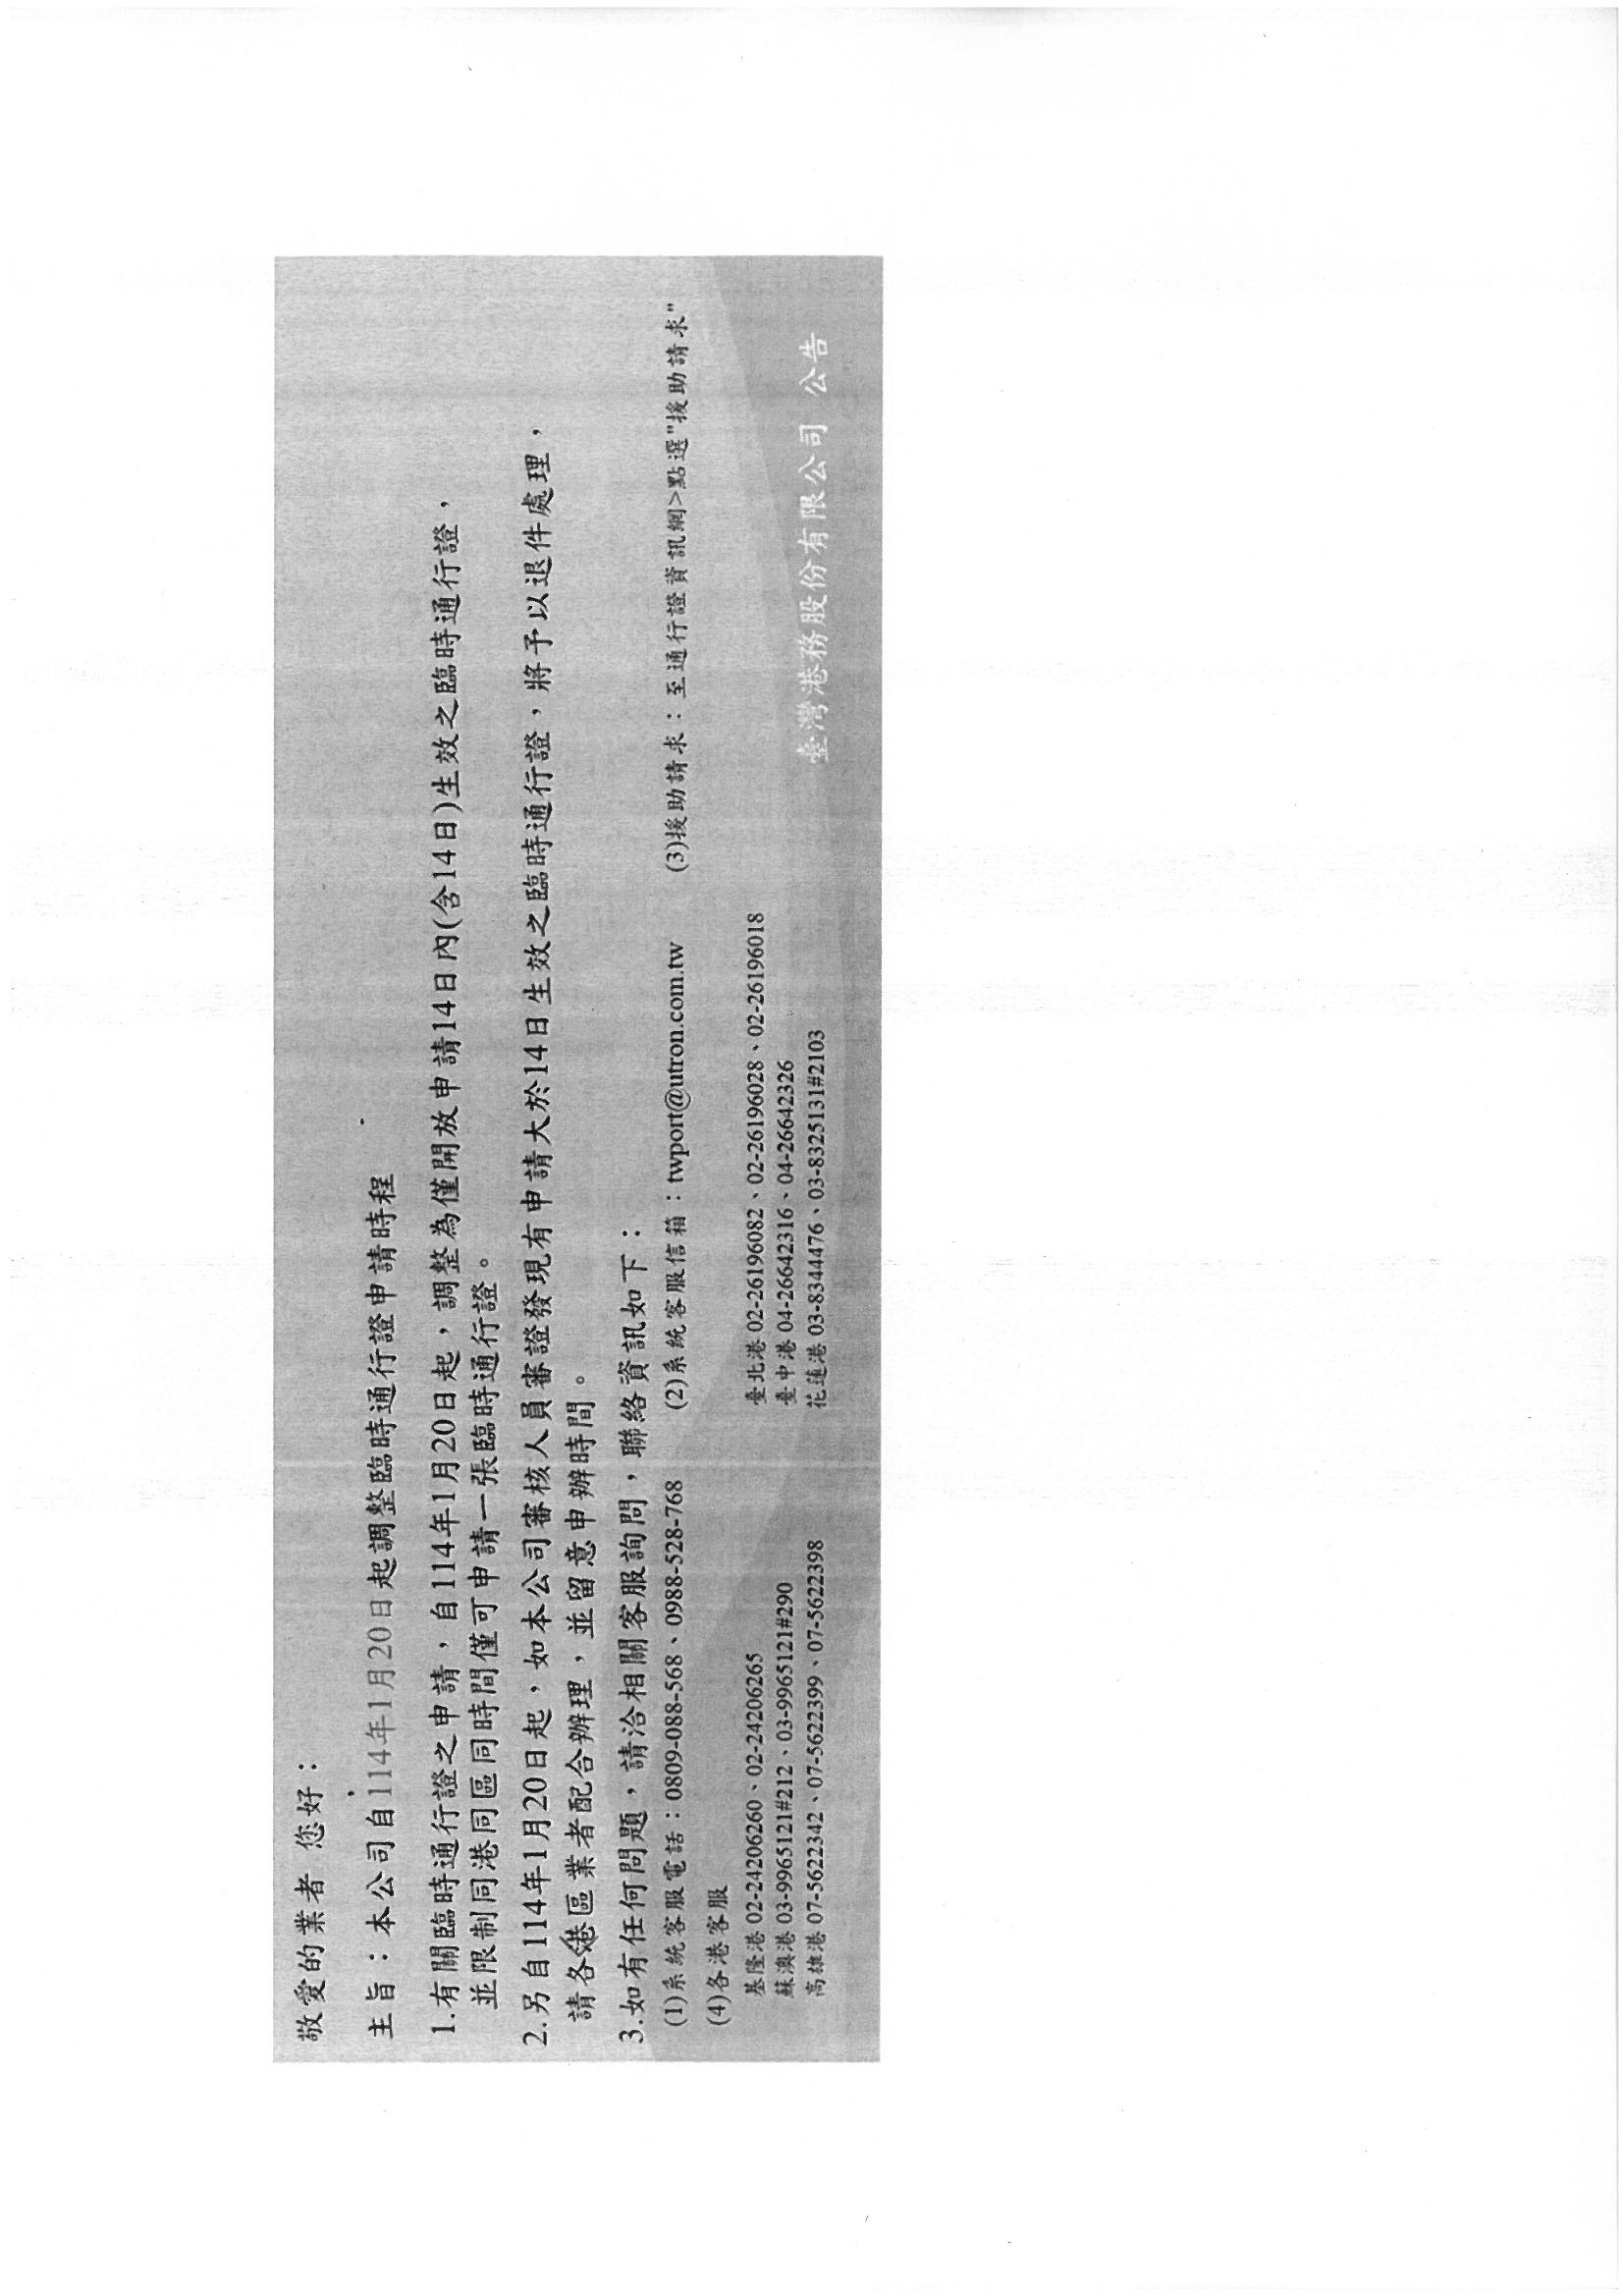 敬愛的業者 您好：
主旨：本公司自114年1月20日起調整臨時通行證申請時程
1.有關臨時通行證之申請，自114年1月20日起，調整為僅開放申請14日內(含14日)生效之臨時通行證，
並限制同港同區同時間僅可申請一張臨時通行證。
2.另自114年1月20日起，如本公司審核人員審證發現有申請大於14日生效之臨時通行證，將予以退件處理，
請各港區業者配合辦理，並留意申辦時間。
3.如有任何問題，請洽相關客服詢問，聯絡資訊如下：
(1)系統客服電話：0809-088-568、0988-528-768 (2)系統客服信箱：twport@utron.com.tw (3)援助請求：至通行證資訊網>點選"援助請求"
(4)各港客服
基隆港 02-24206260、02-24206265 臺北港 02-26196082、02-26196028、02-26196018
蘇澳港 03-9965121#212、03-9965121#290 臺中港 04-26642316、04-26642326
高雄港 07-5622342、07-5622399、07-5622398 花蓮港 03-8344476、03-8325131#2103
臺灣港務股份有限公司 公告